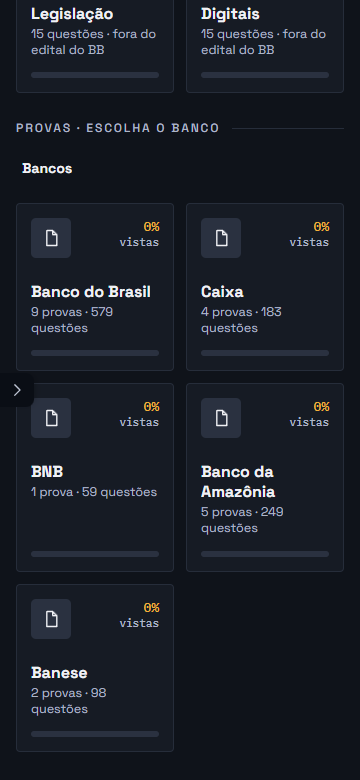 Legislação
15 questões · fora do
edital do BB
Digitais
15 questões · fora do
edital do BB
PROVAS · ESCOLHA O BANCO
Bancos
0%
vistas
Banco do Brasil
9 provas · 579
questões
0%
vistas
Caixa
4 provas · 183
questões
0%
vistas
BNB
1 prova · 59 questões
0%
vistas
Banco da
Amazônia
5 provas · 249
questões
0%
vistas
Banese
2 provas · 98
questões